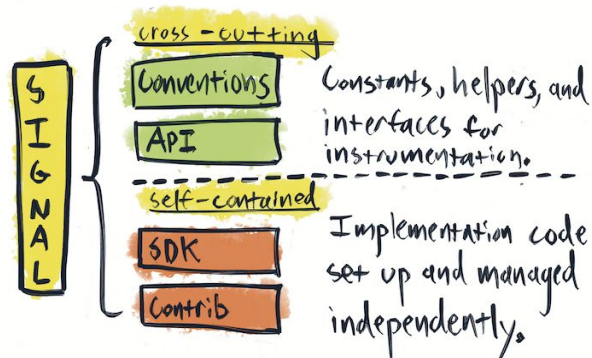 SIGNAL
cross-cutting
Conventions
API
Constants, helpers, and
interfaces for
instrumentation.
self-contained
SDK
Contrib
Implementation code
set up and managed
independently.